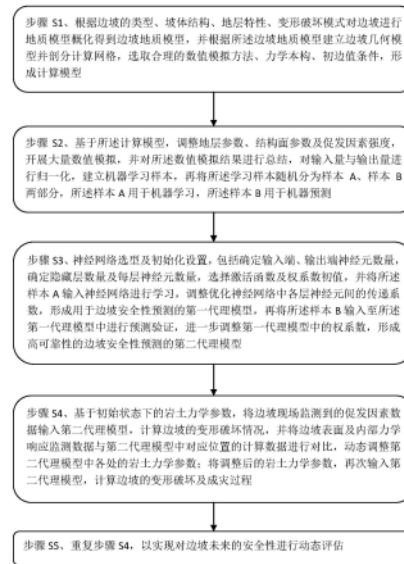 步骤 S1、根据边坡的类型、坡体结构、地层特性、变形破坏模式对边坡进行
地质模型概化得到边坡地质模型，并根据所述边坡地质模型建立边坡几何模
型并剖分计算网格，选取合理的数值模拟方法、力学本构、初边值条件，形
成计算模型
步骤 S2、基于所述计算模型，调整地层参数、结构面参数及促发因素强度，
开展大量数值模拟，并对所述数值模拟结果进行总结，对输入量与输出量进
行归一化，建立机器学习样本，再将所述学习样本随机分为样本 A、样本 B
两部分，所述样本 A 用于机器学习，所述样本 B 用于机器预测
步骤 S3、神经网络选型及初始化设置，包括确定输入端、输出端神经元数量，
确定隐藏层数量及每层神经元数量，选择激活函数及权系数初值，并将所述
样本 A 输入神经网络进行学习，调整优化神经网络中各层神经元间的传递系
数，形成用于边坡安全性预测的第一代理模型，再将所述样本 B 输入至所述
第一代理模型中进行预测验证，进一步调整第一代理模型中的权系数，形成
高可靠性的边坡安全性预测的第二代理模型
步骤 S4、基于初始状态下的岩土力学参数，将边坡现场监测到的促发因素数
据输入第二代理模型，计算边坡的变形破坏情况，并将边坡表面及内部力学
响应监测数据与第二代理模型中对应位置的计算数据进行对比，动态调整第
二代理模型中各处的岩土力学参数；将调整后的岩土力学参数，再次输入第
二代理模型，计算边坡的变形破坏及成灾过程
步骤 S5、重复步骤 S4，以实现对边坡未来的安全性进行动态评估